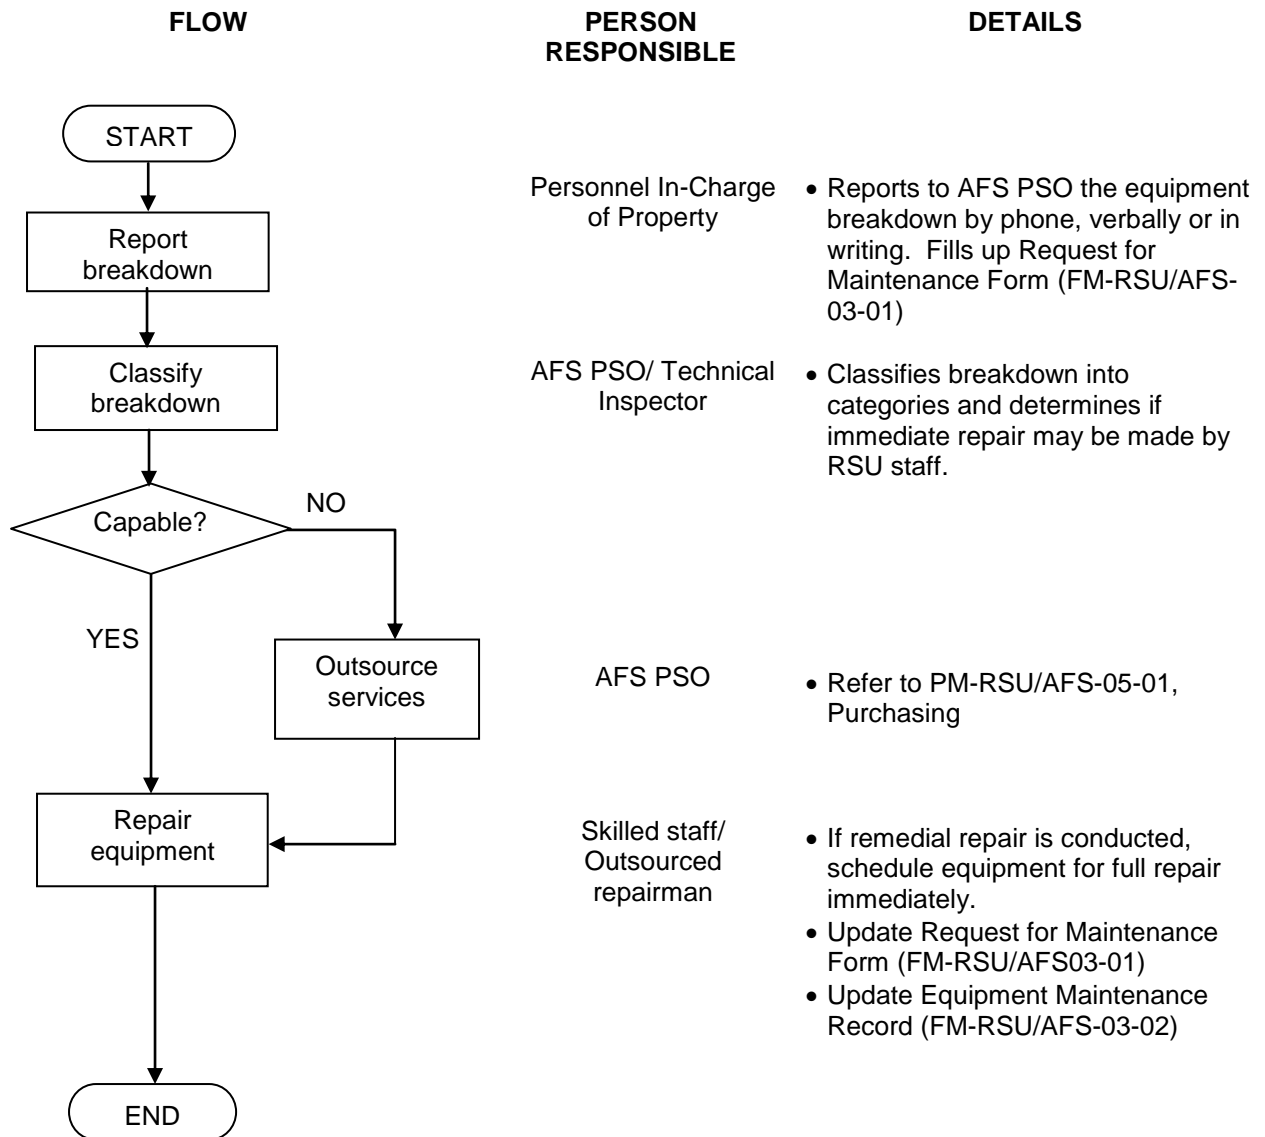 FLOW
PERSON
RESPONSIBLE
DETAILS
START
Report
breakdown
Personnel In-Charge
of Property
• Reports to AFS PSO the equipment
breakdown by phone, verbally or in
writing.  Fills up Request for
Maintenance Form (FM-RSU/AFS-
03-01)
Classify
breakdown
AFS PSO/ Technical
Inspector
• Classifies breakdown into
categories and determines if
immediate repair may be made by
RSU staff.
Capable?
NO
YES
Outsource
services
AFS PSO
• Refer to PM-RSU/AFS-05-01,
Purchasing
Repair
equipment
Skilled staff/
Outsourced
repairman
• If remedial repair is conducted,
schedule equipment for full repair
immediately.
• Update Request for Maintenance
Form (FM-RSU/AFS03-01)
• Update Equipment Maintenance
Record (FM-RSU/AFS-03-02)
END